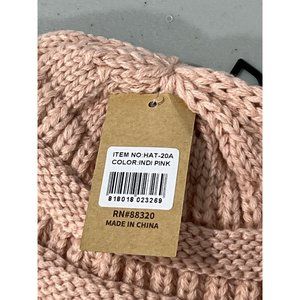 ITEM NO:HAT-20A
COLOR:INDI PINK
818018 023269
RN#88320
MADE IN CHINA